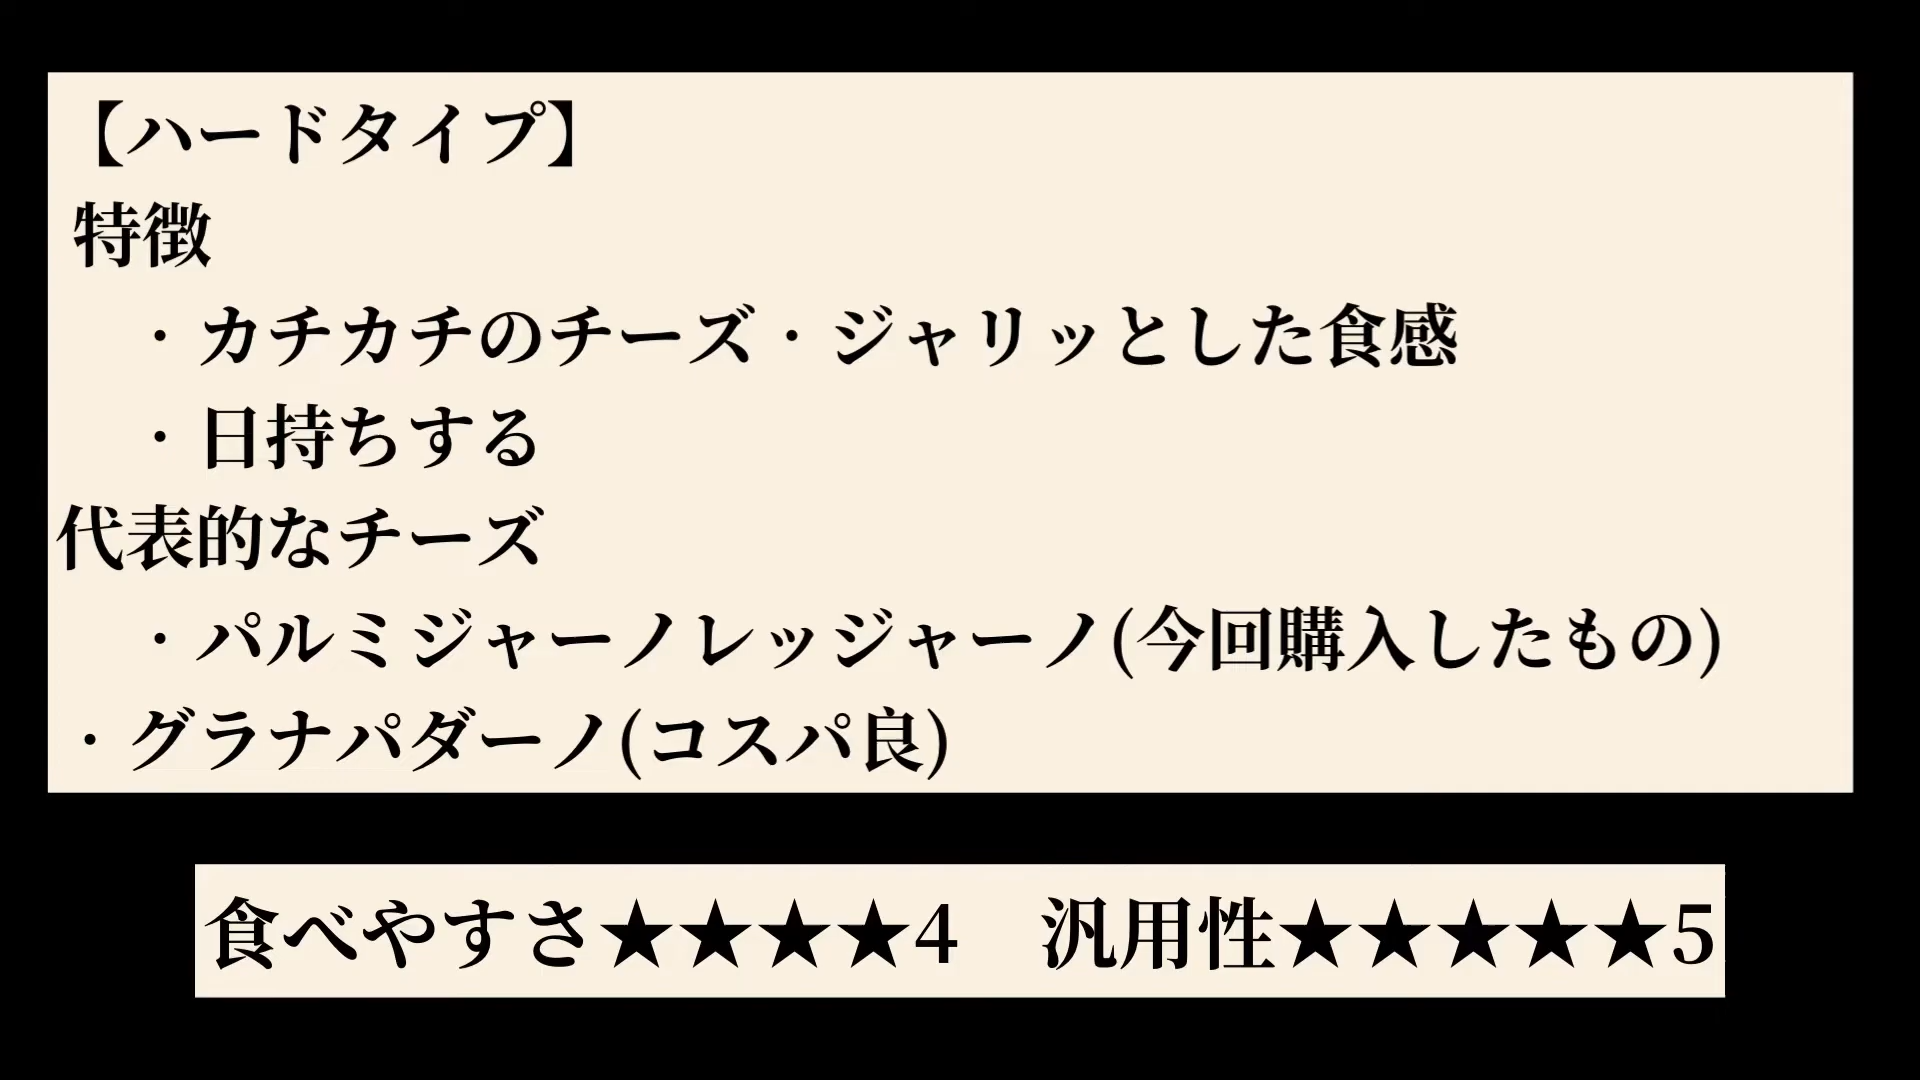 【ハードタイプ】
特徴
・カチカチのチーズ・ジャリッとした食感
・日持ちする
代表的なチーズ
・パルミジャーノレッジャーノ(今回購入したもの)
・グラナパダーノ(コスパ良)
食べやすさ★★★★4　汎用性★★★★★5